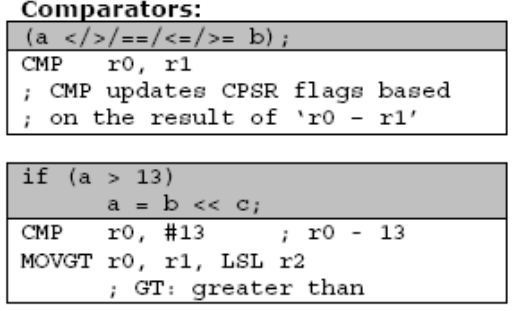 Comparators:
(a </>/==/<=/>= b);
CMP r0, r1
; CMP updates CPSR flags based
; on the result of ‘r0 – r1’
if (a > 13)
a = b << c;
CMP r0, #13 ; r0 - 13
MOVGT r0, r1, LSL r2
; GT: greater than